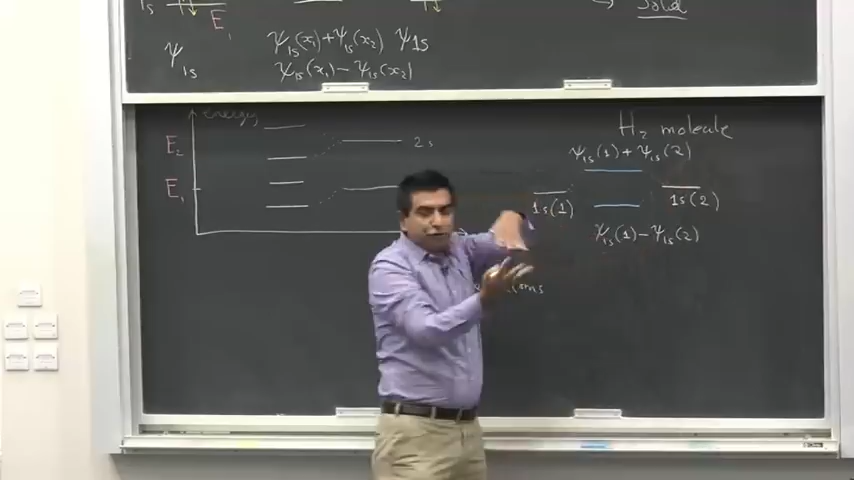 1s E₁ Solid
ψ₁ₛ ψ₁ₛ(x₁)+ψ₁ₛ(x₂) ψ1s
ψ₁ₛ(x₁)−ψ₁ₛ(x₂)
energy
H₂ molecule
E₂ 2s ψ₁ₛ(1)+ψ₁ₛ(2)
E₁ 1s(1) 1s(2)
ψ₁ₛ(1)−ψ₁ₛ(2)